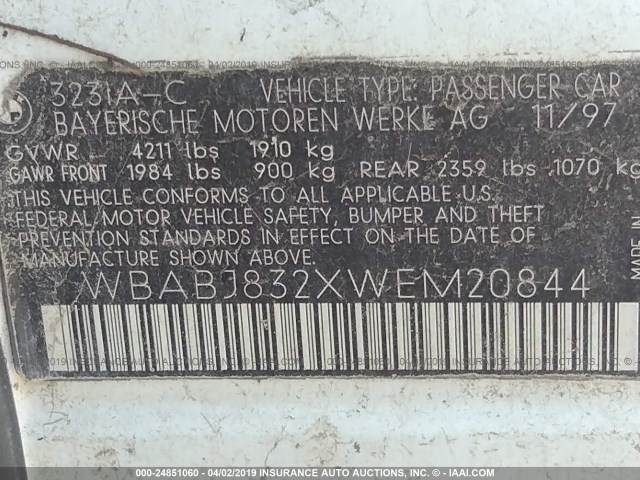 323iA-C VEHICLE TYPE: PASSENGER CAR
BAYERISCHE MOTOREN WERKE AG 11/97
GVWR 4211 lbs 1910 kg
GAWR FRONT 1984 lbs 900 kg REAR 2359 lbs 1070 kg
THIS VEHICLE CONFORMS TO ALL APPLICABLE U.S.
FEDERAL/MOTOR VEHICLE SAFETY, BUMPER AND THEFT
PREVENTION STANDARDS IN EFFECT ON THE DATE OF
MANUFACTURE SHOWN ABOVE.
WBABJ832XWEM20844
MADE IN
000-24851060 - 04/02/2019 - INSURANCE AUTO AUCTIONS, INC. - IAAI.COM